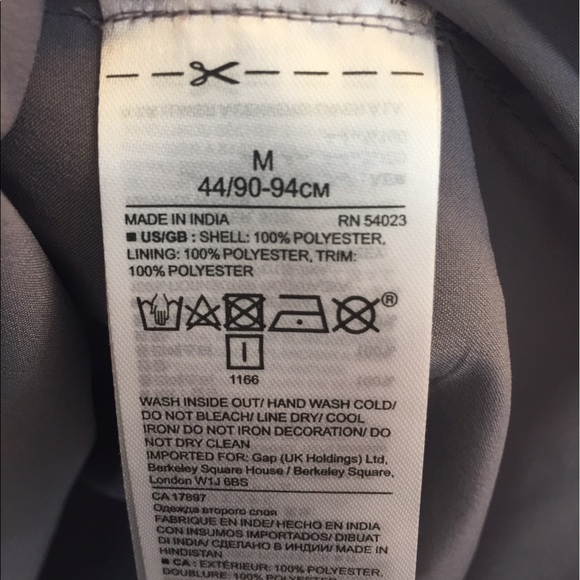 M
44/90-94CM
MADE IN INDIA RN 54023
■ US/GB : SHELL: 100% POLYESTER,
LINING: 100% POLYESTER, TRIM:
100% POLYESTER
®
1166
WASH INSIDE OUT/ HAND WASH COLD/
DO NOT BLEACH/ LINE DRY/ COOL
IRON/ DO NOT IRON DECORATION/ DO
NOT DRY CLEAN
IMPORTED FOR: Gap (UK Holdings) Ltd,
Berkeley Square House / Berkeley Square,
London W1J 6BS
CA 17897
Одежда второго слоя
FABRIQUE EN INDE/ HECHO EN INDIA
CON INSUMOS IMPORTADOS/ DIBUAT
DI INDIA/ СДЕЛАНО В ИНДИИ/ MADE IN
HINDISTAN
■ CA : EXTÉRIEUR: 100% POLYESTER,
DOUBLURE: 100% POLYESTER,